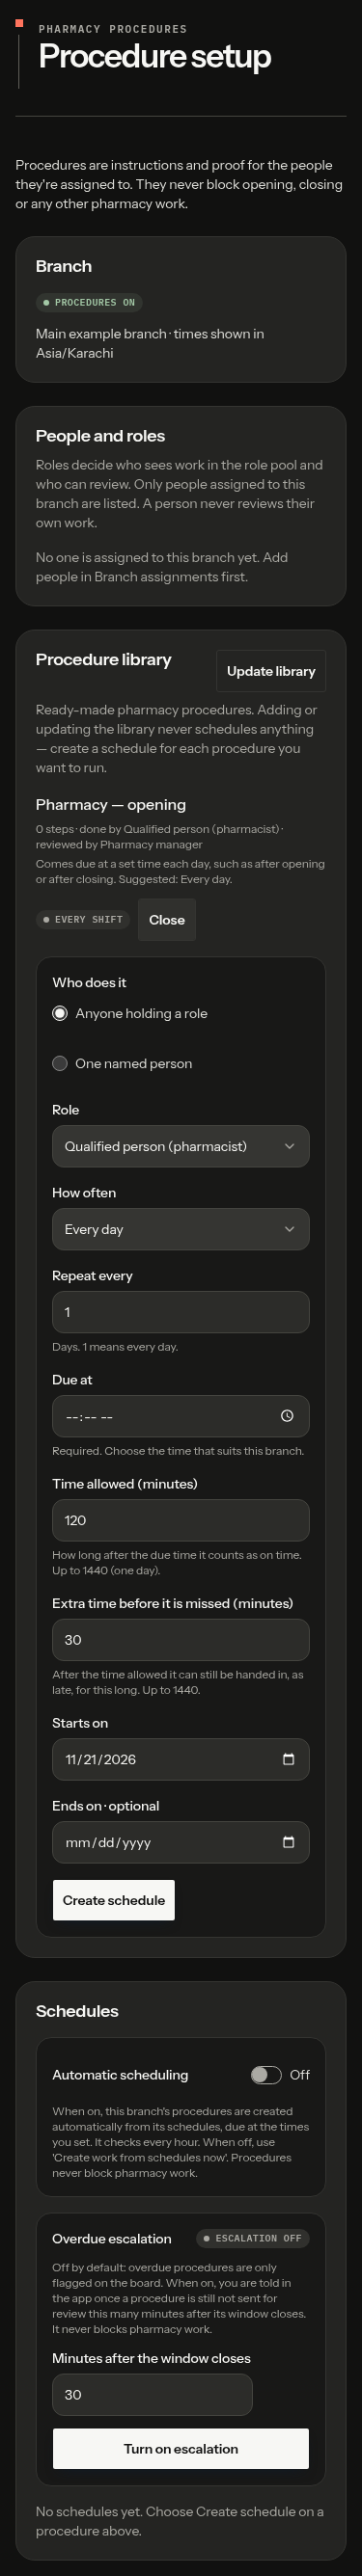 PHARMACY PROCEDURES
Procedure setup
Procedures are instructions and proof for the people
they're assigned to. They never block opening, closing
or any other pharmacy work.
Branch
PROCEDURES ON
Main example branch · times shown in
Asia/Karachi
People and roles
Roles decide who sees work in the role pool and
who can review. Only people assigned to this
branch are listed. A person never reviews their
own work.
No one is assigned to this branch yet. Add
people in Branch assignments first.
Procedure library
Update library
Ready-made pharmacy procedures. Adding or
updating the library never schedules anything
— create a schedule for each procedure you
want to run.
Pharmacy — opening
0 steps · done by Qualified person (pharmacist) ·
reviewed by Pharmacy manager
Comes due at a set time each day, such as after opening
or after closing. Suggested: Every day.
EVERY SHIFT
Close
Who does it
Anyone holding a role
One named person
Role
Qualified person (pharmacist)
How often
Every day
Repeat every
1
Days. 1 means every day.
Due at
--:-- --
Required. Choose the time that suits this branch.
Time allowed (minutes)
120
How long after the due time it counts as on time.
Up to 1440 (one day).
Extra time before it is missed (minutes)
30
After the time allowed it can still be handed in, as
late, for this long. Up to 1440.
Starts on
11/21/2026
Ends on · optional
mm/dd/yyyy
Create schedule
Schedules
Automatic scheduling
Off
When on, this branch's procedures are created
automatically from its schedules, due at the times
you set. It checks every hour. When off, use
'Create work from schedules now'. Procedures
never block pharmacy work.
Overdue escalation
ESCALATION OFF
Off by default: overdue procedures are only
flagged on the board. When on, you are told in
the app once a procedure is still not sent for
review this many minutes after its window closes.
It never blocks pharmacy work.
Minutes after the window closes
30
Turn on escalation
No schedules yet. Choose Create schedule on a
procedure above.